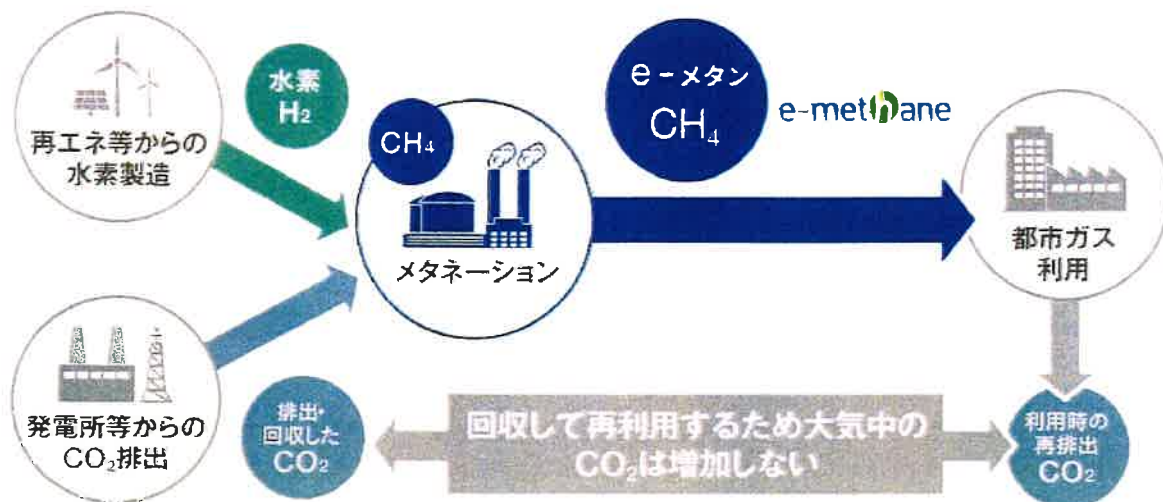 水素
H₂
再エネ等からの
水素製造
CH₄
メタネーション
e-メタン
CH₄
e-methane
都市ガス
利用
発電所等からの
CO₂排出
排出・
回収した
CO₂
回収して再利用するため大気中の
CO₂は増加しない
利用時の
再排出
CO₂